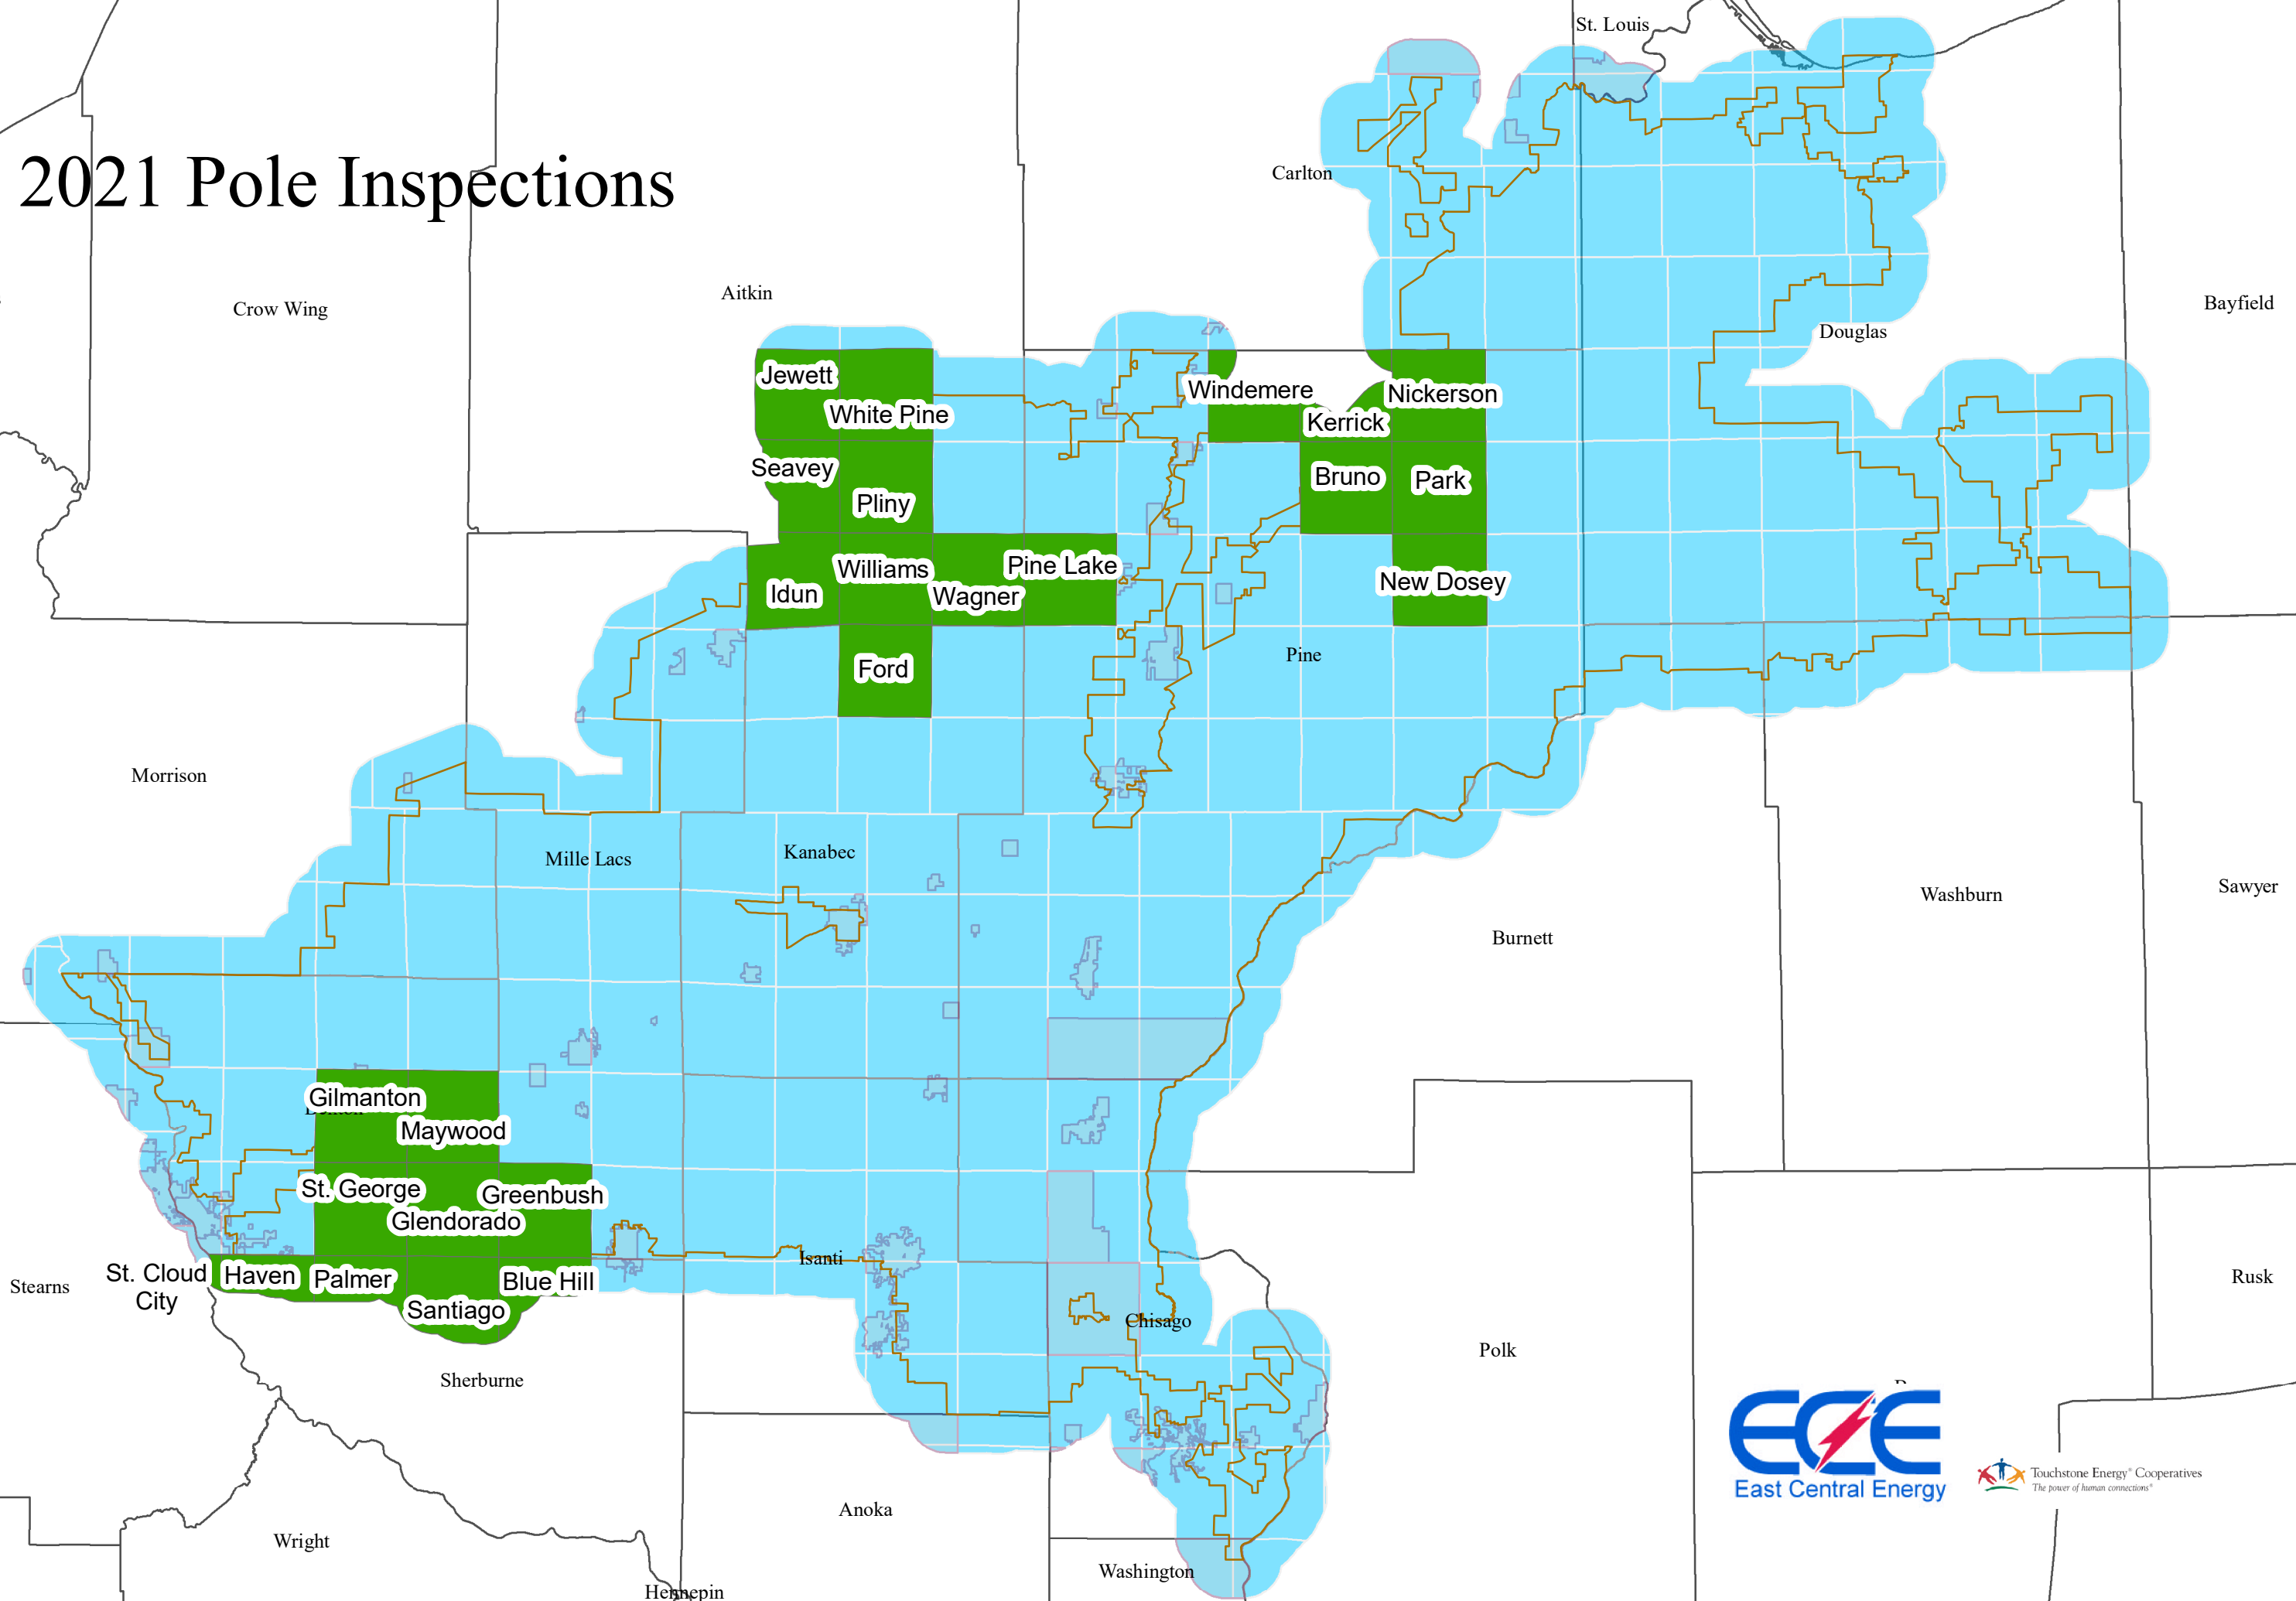 St. Louis
2021 Pole Inspections
Carlton
Aitkin
Crow Wing
Bayfield
Douglas
Jewett
White Pine
Windemere
Nickerson
Kerrick
Seavey
Pliny
Bruno
Park
Williams
Pine Lake
Idun
Wagner
New Dosey
Ford
Pine
Morrison
Mille Lacs
Kanabec
Washburn
Sawyer
Burnett
Gilmanton
Maywood
St. George
Greenbush
Glendorado
Isanti
St. Cloud
City
Haven
Palmer
Blue Hill
Santiago
Stearns
Rusk
Chisago
Polk
Sherburne
ECE
East Central Energy
Touchstone Energy® Cooperatives
The power of human connections®
Anoka
Wright
Washington
Hennepin